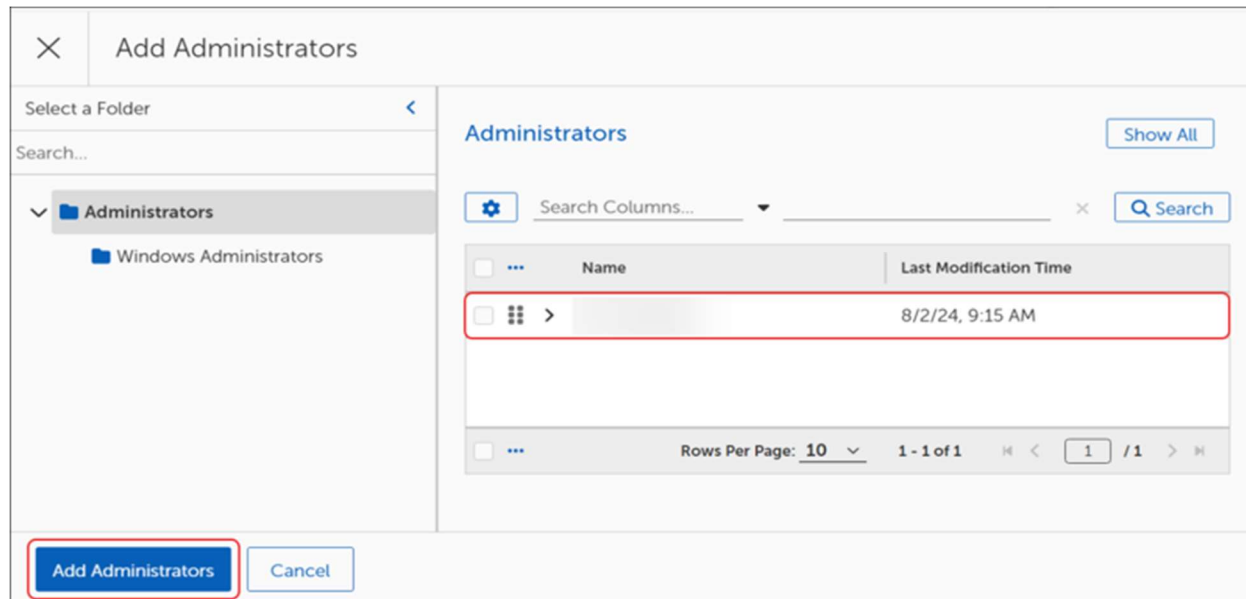 Add Administrators
Select a Folder
Search...
Administrators
Windows Administrators
Administrators
Show All
Search Columns...
Search
Name
Last Modification Time
8/2/24, 9:15 AM
Rows Per Page: 10
1 - 1 of 1
1
/ 1
Add Administrators
Cancel